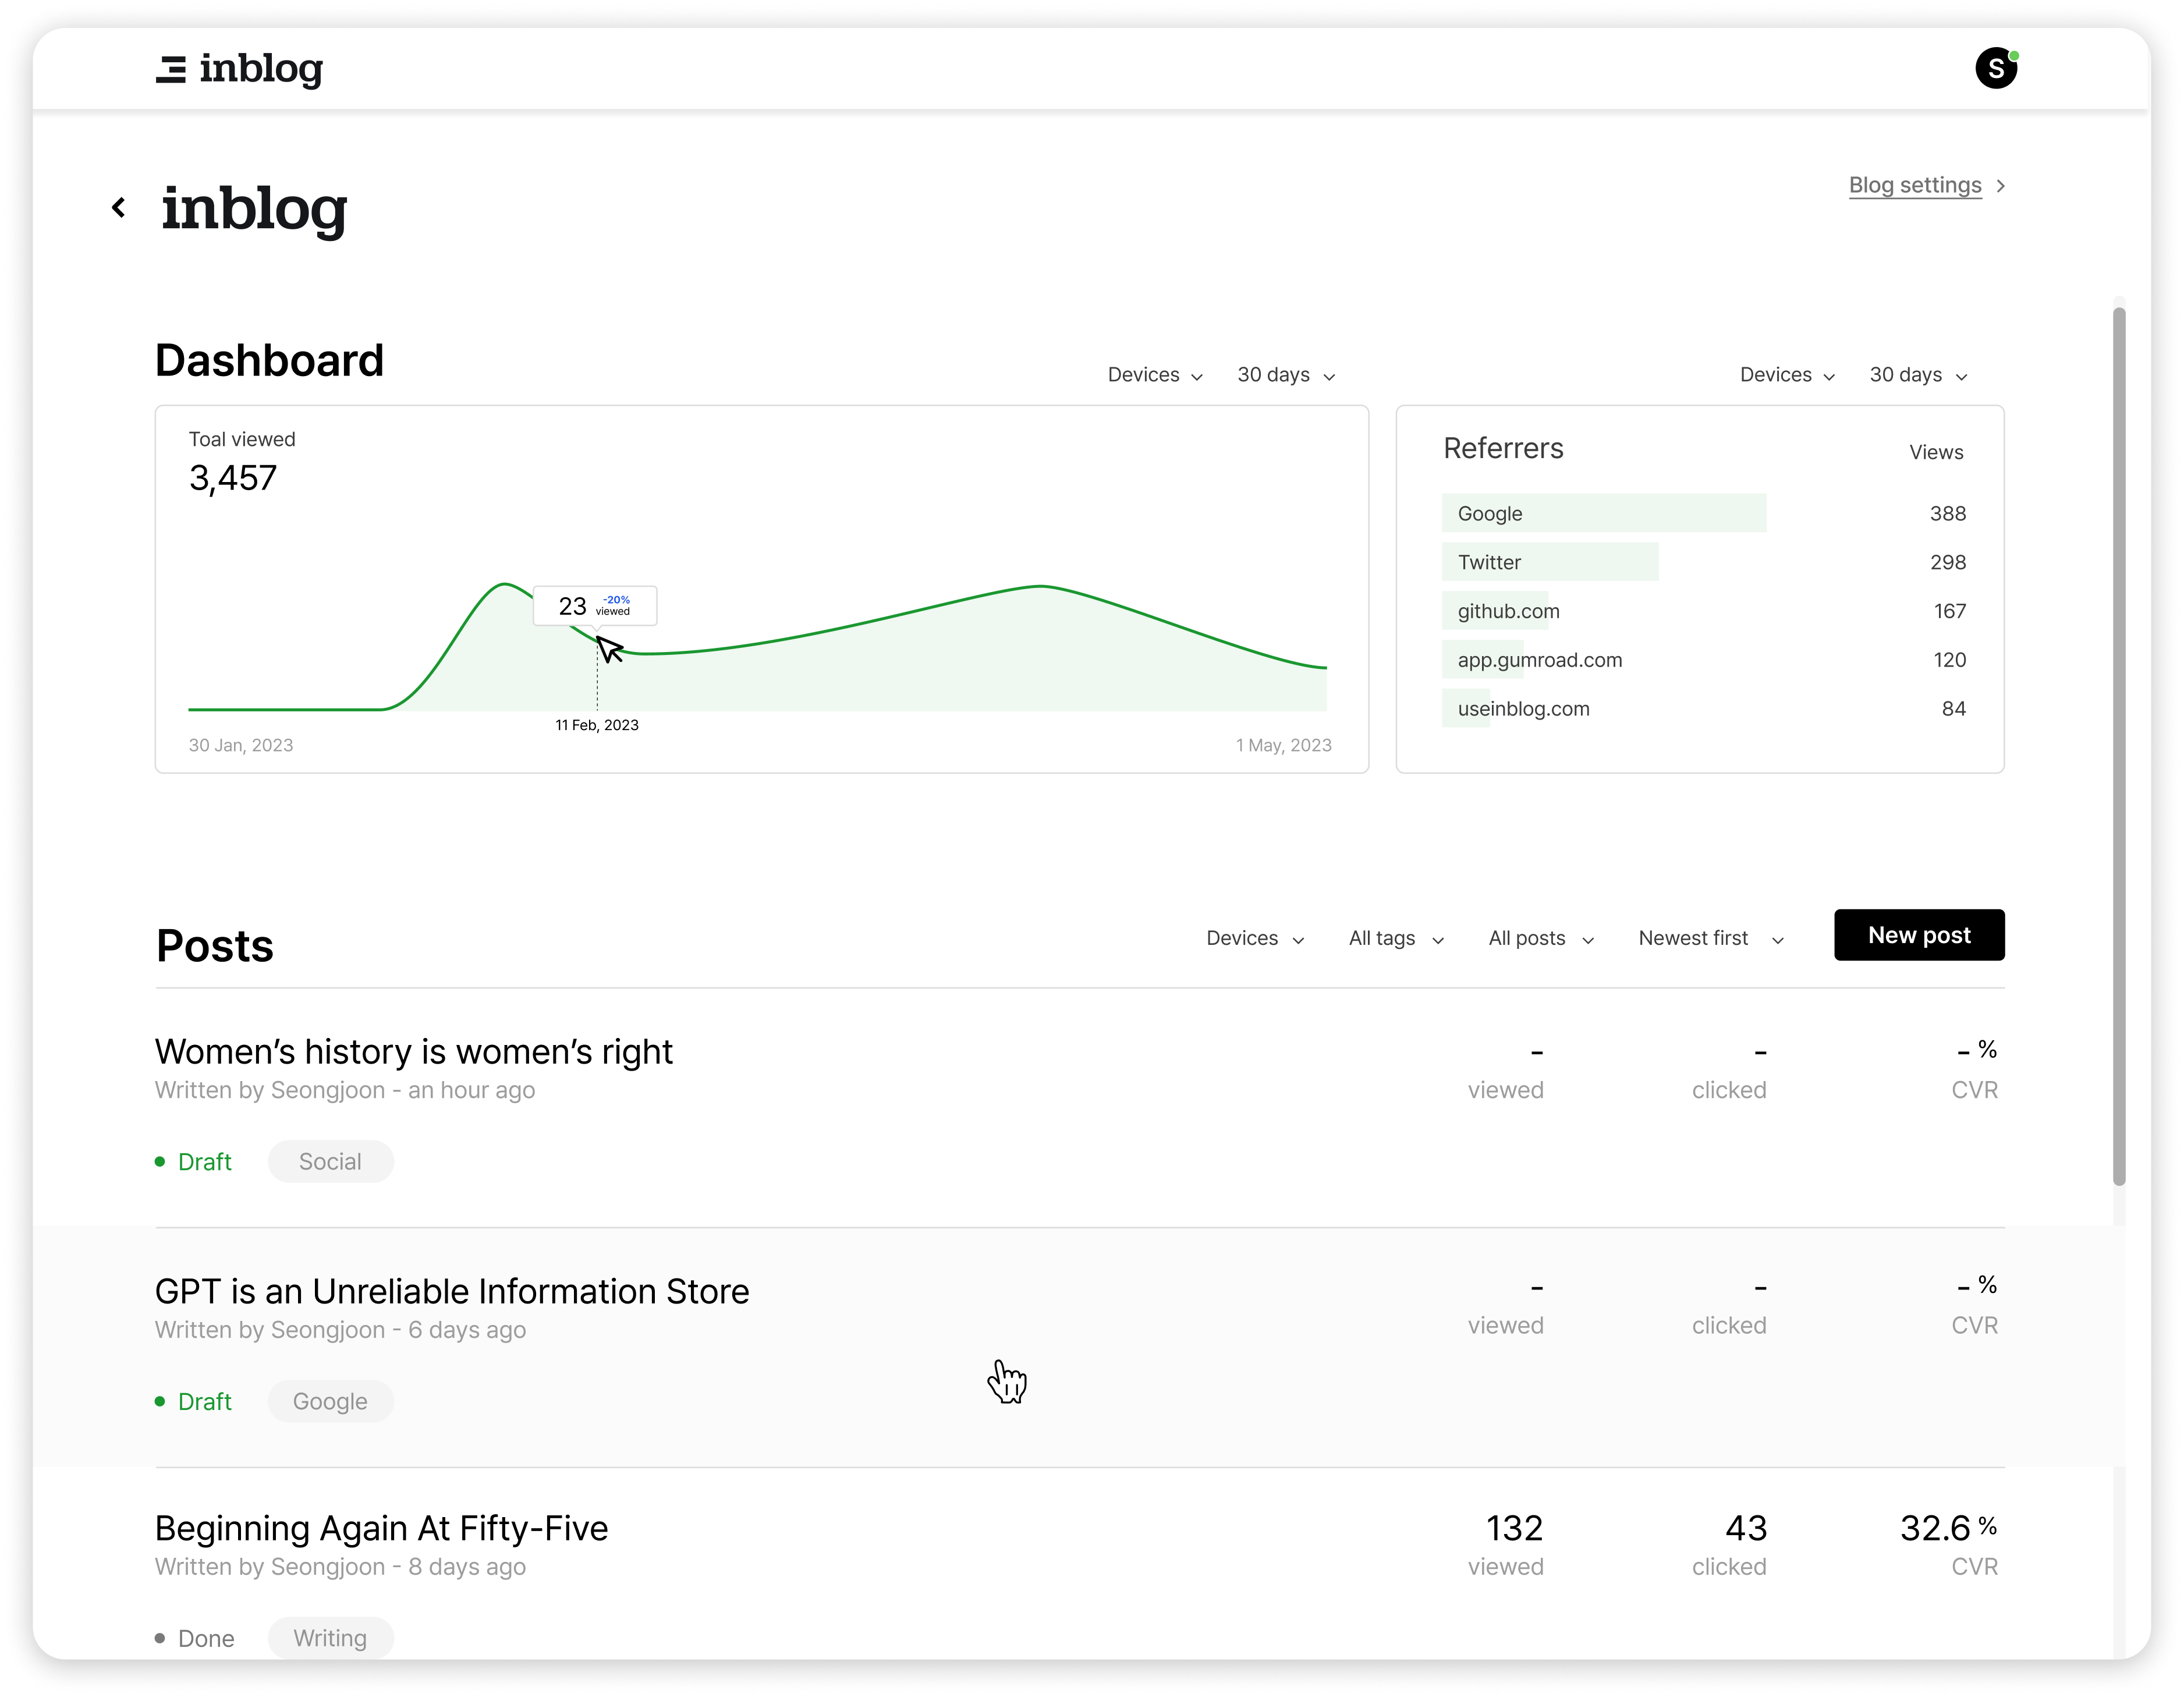 inblog
S
inblog
Blog settings
Dashboard
Devices 30 days
Devices 30 days
Toal viewed
3,457
23 -20% viewed
11 Feb, 2023
30 Jan, 2023 1 May, 2023
Referrers Views
Google 388
Twitter 298
github.com 167
app.gumroad.com 120
useinblog.com 84
Posts
Devices All tags All posts Newest first New post
Women’s history is women’s right - - - %
Written by Seongjoon - an hour ago viewed clicked CVR
Draft Social
GPT is an Unreliable Information Store - - - %
Written by Seongjoon - 6 days ago viewed clicked CVR
Draft Google
Beginning Again At Fifty-Five 132 43 32.6 %
Written by Seongjoon - 8 days ago viewed clicked CVR
Done Writing